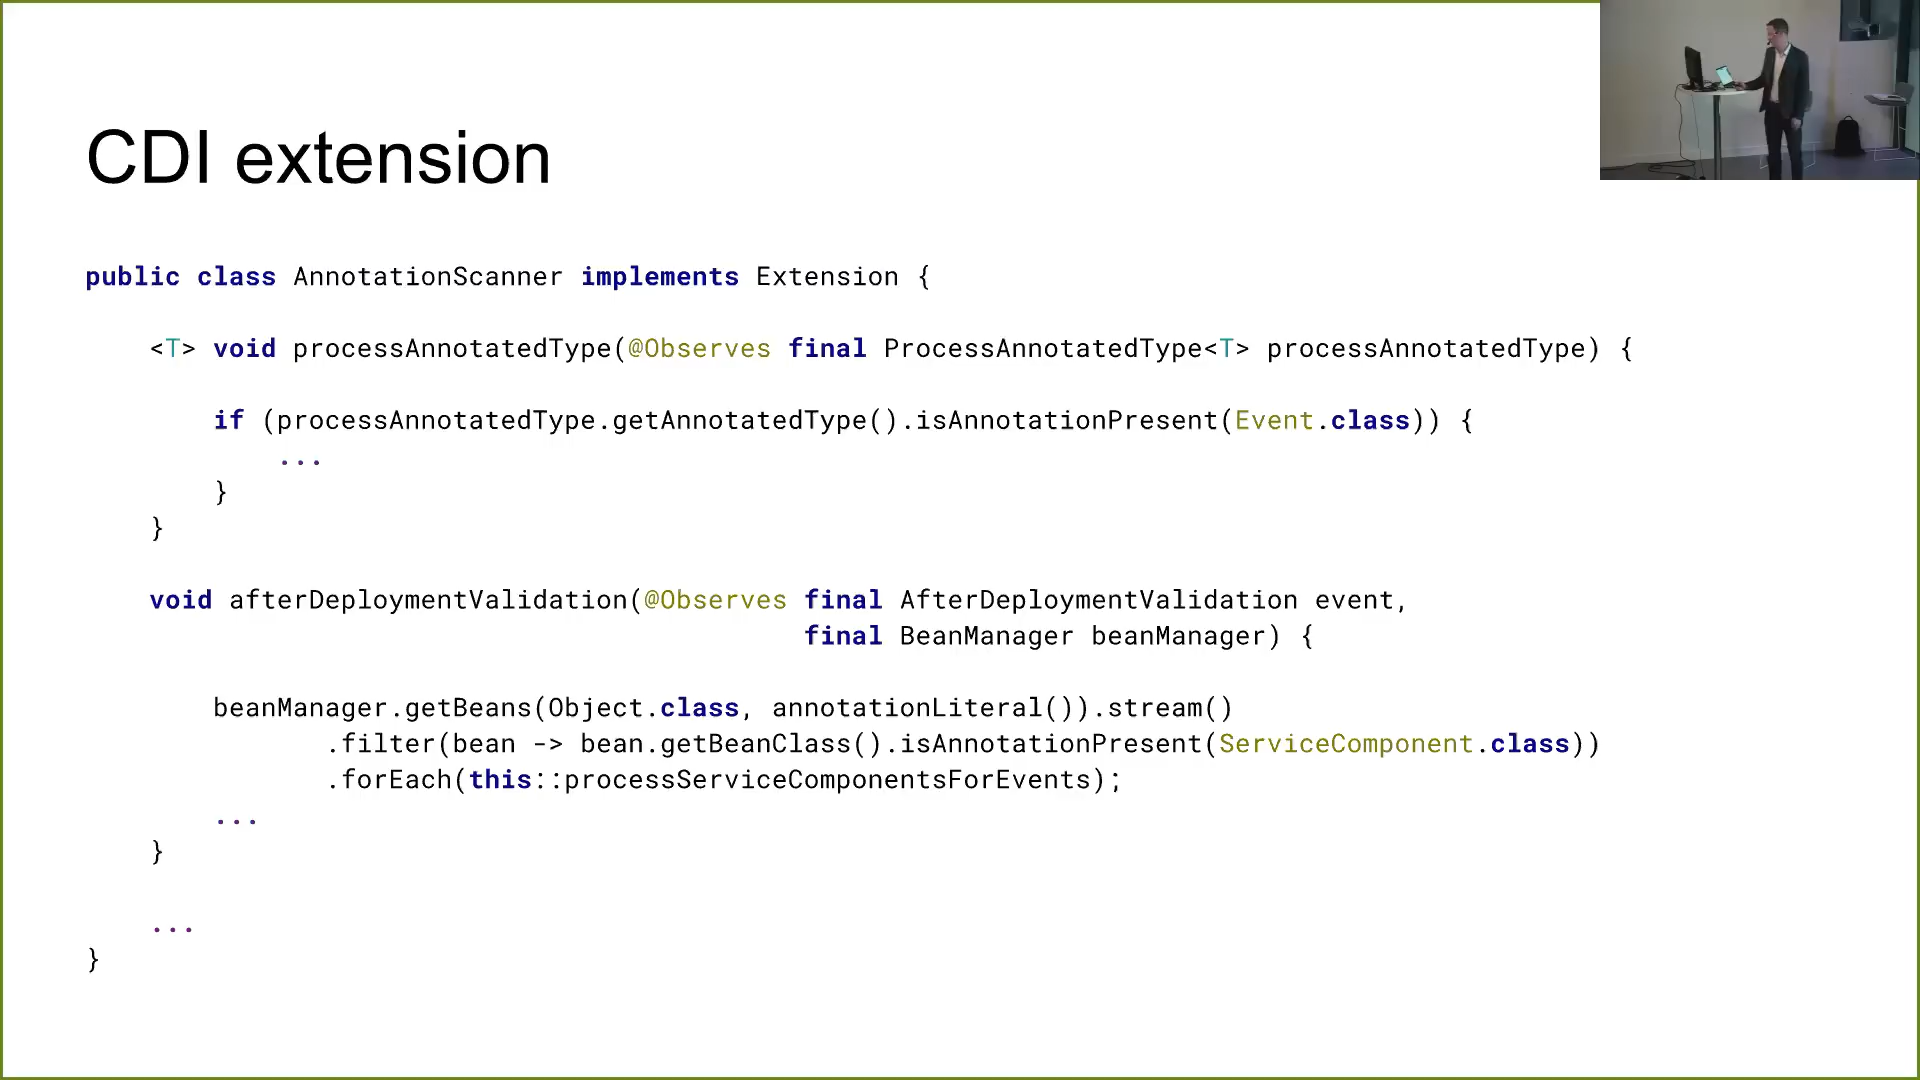 CDI extension
public class AnnotationScanner implements Extension {
<T> void processAnnotatedType(@Observes final ProcessAnnotatedType<T> processAnnotatedType) {
if (processAnnotatedType.getAnnotatedType().isAnnotationPresent(Event.class)) {
...
}
}
void afterDeploymentValidation(@Observes final AfterDeploymentValidation event,
final BeanManager beanManager) {
beanManager.getBeans(Object.class, annotationLiteral()).stream()
.filter(bean -> bean.getBeanClass().isAnnotationPresent(ServiceComponent.class))
.forEach(this::processServiceComponentsForEvents);
...
}
...
}